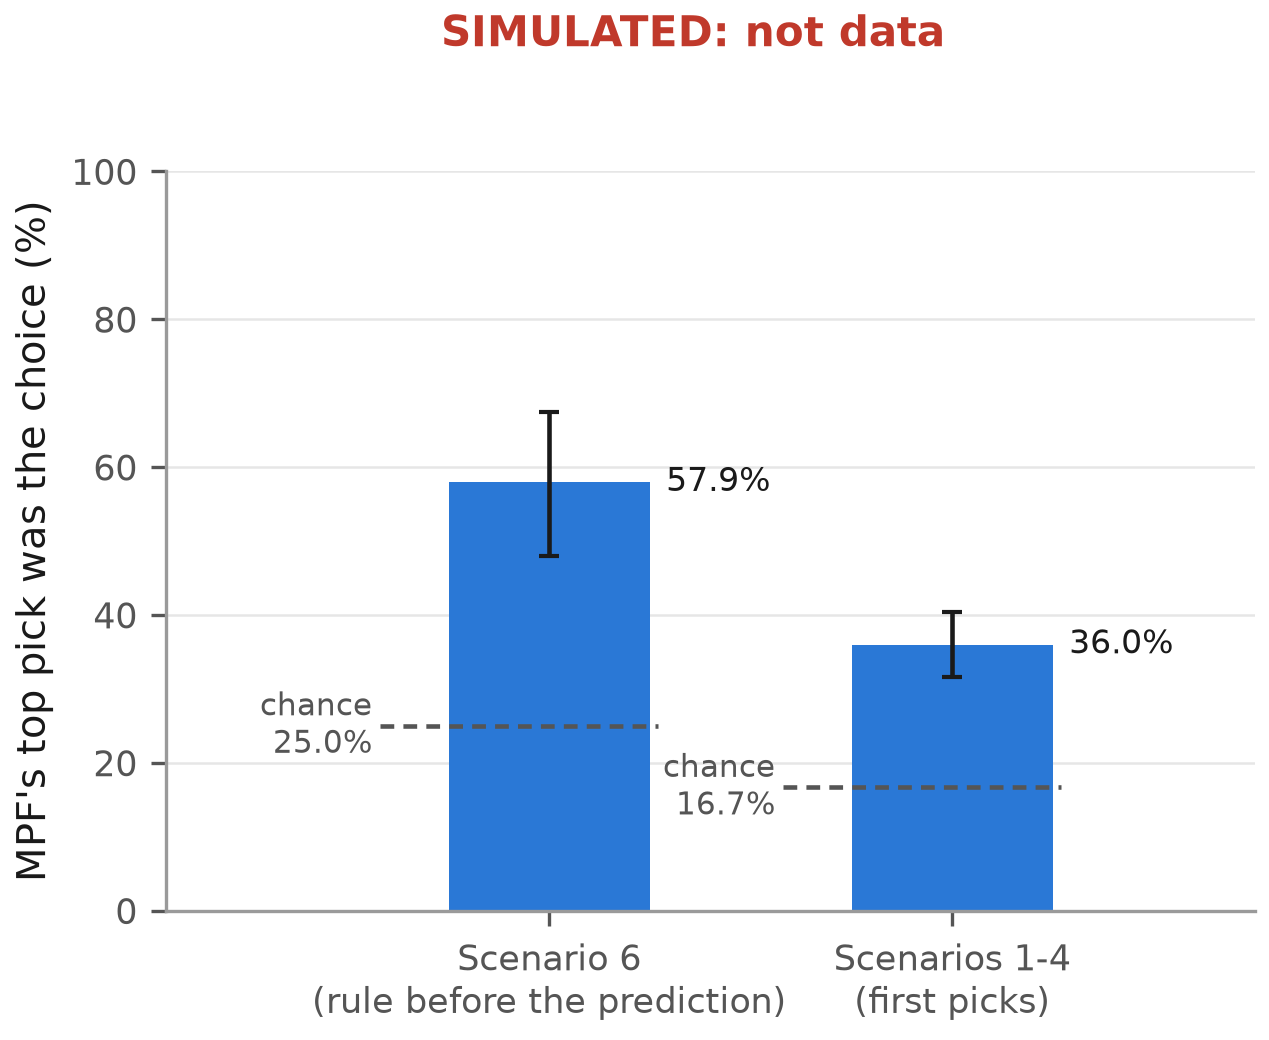 SIMULATED: not data
MPF's top pick was the choice (%)
100
80
60
40
20
0
57.9%
36.0%
chance
25.0%
chance
16.7%
Scenario 6
(rule before the prediction)
Scenarios 1-4
(first picks)